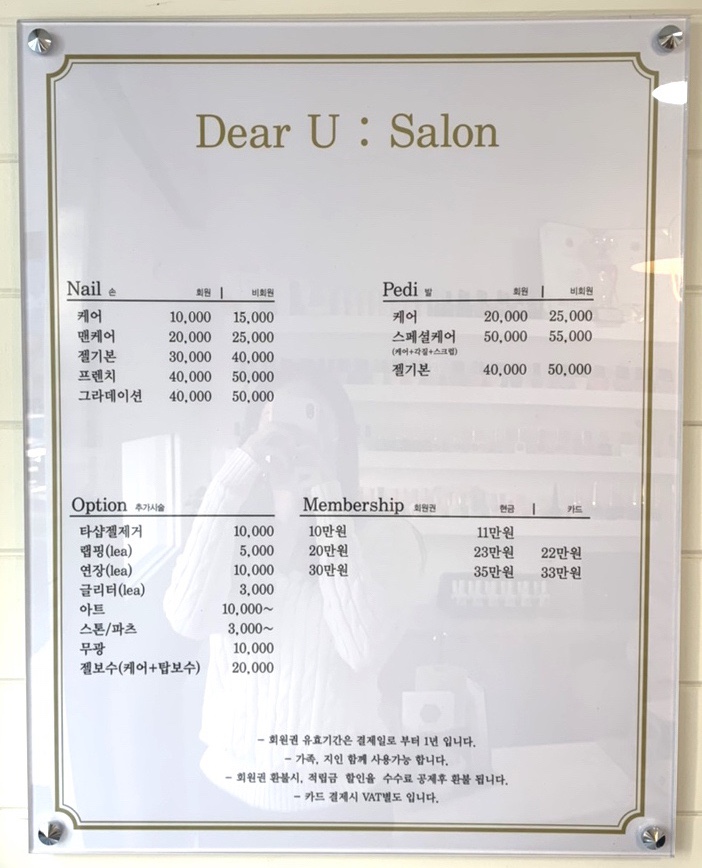 Dear U : Salon
Nail 손 회원 | 비회원
케어 10,000 15,000
맨케어 20,000 25,000
젤기본 30,000 40,000
프렌치 40,000 50,000
그라데이션 40,000 50,000
Pedi 발 회원 | 비회원
케어 20,000 25,000
스페셜케어 50,000 55,000
(케어+각질+스크럽)
젤기본 40,000 50,000
Option 추가시술
타샵젤제거 10,000
랩핑(1ea) 5,000
연장(1ea) 10,000
글리터(1ea) 3,000
아트 10,000~
스톤/파츠 3,000~
무광 10,000
젤보수(케어+탑보수) 20,000
Membership 회원권 현금 | 카드
10만원 11만원
20만원 23만원 22만원
30만원 35만원 33만원
- 회원권 유효기간은 결제일로 부터 1년 입니다.
- 가족, 지인 함께 사용가능 합니다.
- 회원권 환불시, 적립금 할인율 수수료 공제후 환불 됩니다.
- 카드 결제시 VAT별도 입니다.